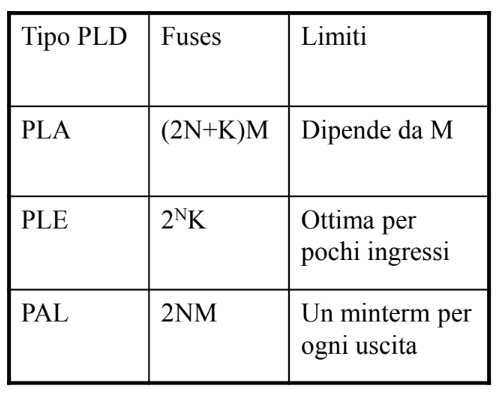 Tipo PLD Fuses Limiti
PLA (2N+K)M Dipende da M
PLE 2ᴺK Ottima per
pochi ingressi
PAL 2NM Un minterm per
ogni uscita